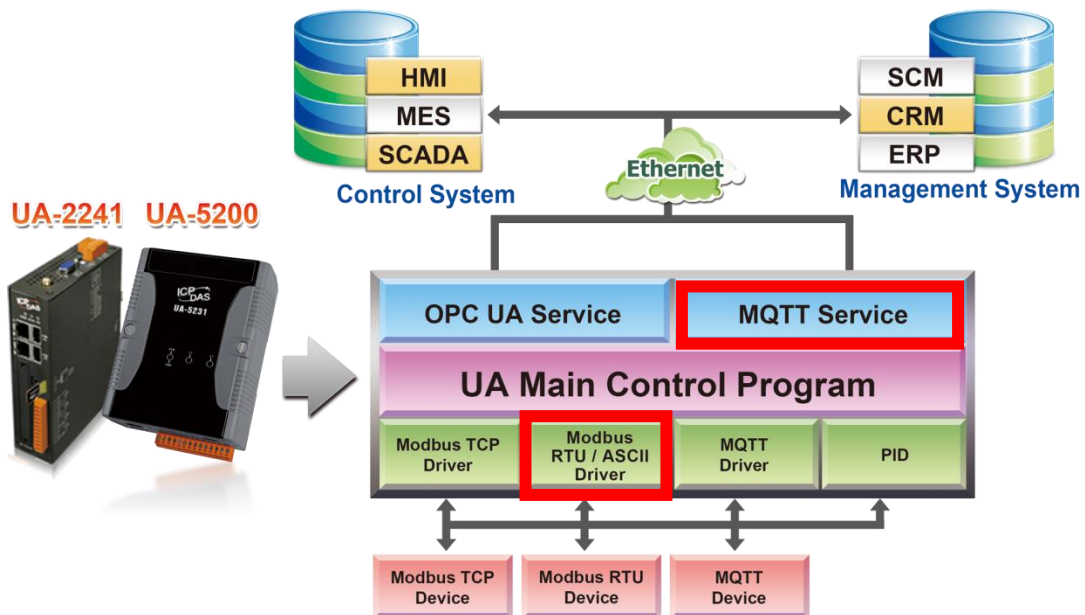 HMI
MES
SCADA
Control System
SCM
CRM
ERP
Management System
Ethernet
UA-2241 UA-5200
ICP DAS
ICP DAS
UA-5231
OPC UA Service
MQTT Service
UA Main Control Program
Modbus TCP
Driver
Modbus
RTU / ASCII
Driver
MQTT
Driver
PID
Modbus TCP
Device
Modbus RTU
Device
MQTT
Device